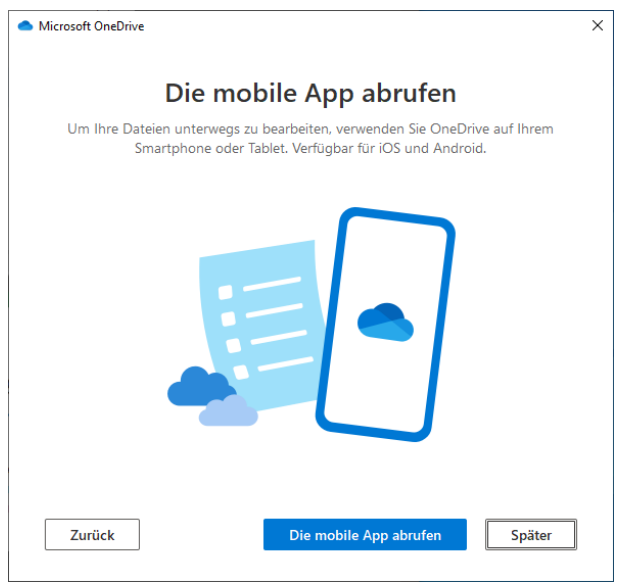 Microsoft OneDrive
Die mobile App abrufen
Um Ihre Dateien unterwegs zu bearbeiten, verwenden Sie OneDrive auf Ihrem
Smartphone oder Tablet. Verfügbar für iOS und Android.
Zurück
Die mobile App abrufen
Später